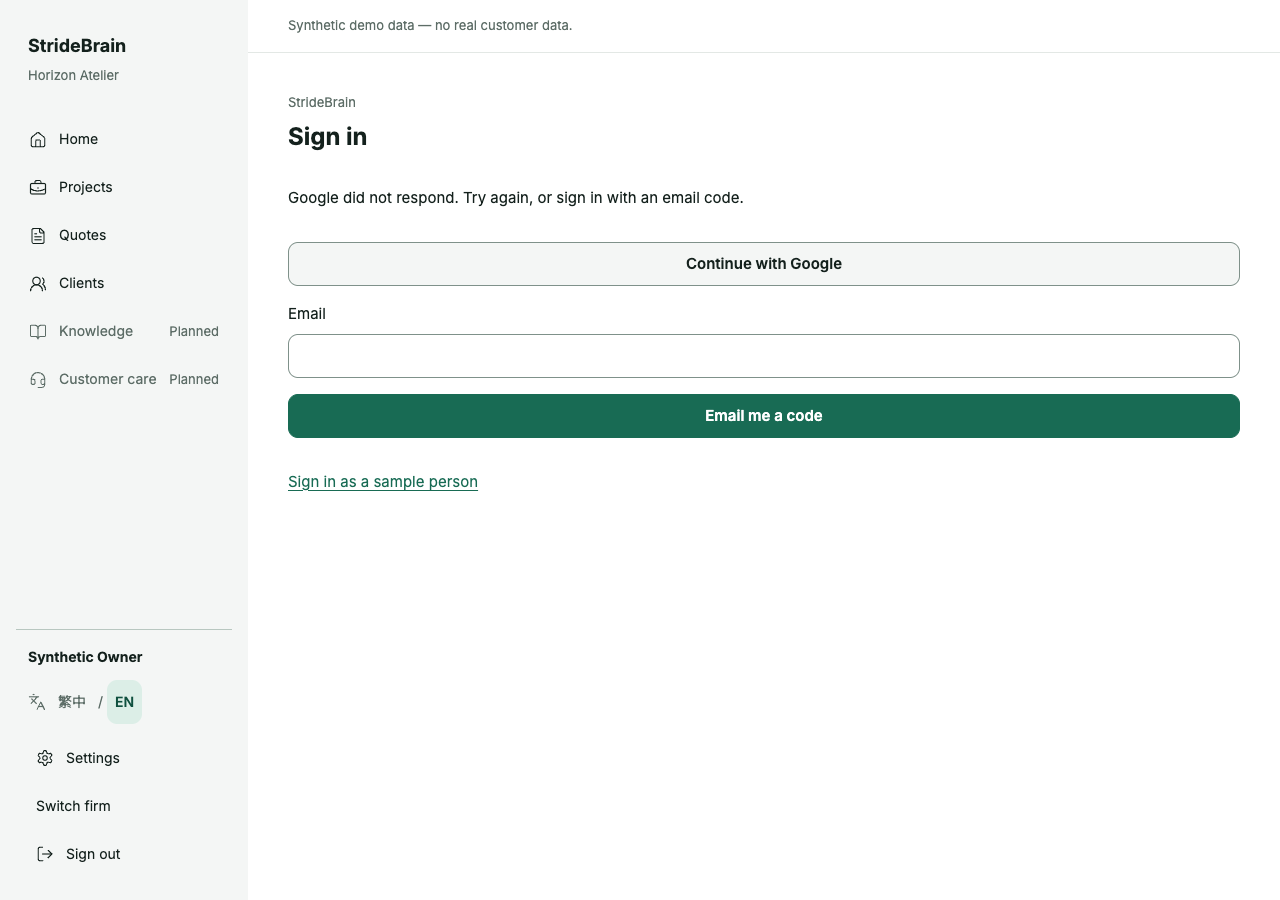 StrideBrain
Horizon Atelier
Home
Projects
Quotes
Clients
Knowledge Planned
Customer care Planned
Synthetic Owner
繁中 / EN
Settings
Switch firm
Sign out
Synthetic demo data — no real customer data.
StrideBrain
Sign in
Google did not respond. Try again, or sign in with an email code.
Continue with Google
Email
Email me a code
Sign in as a sample person